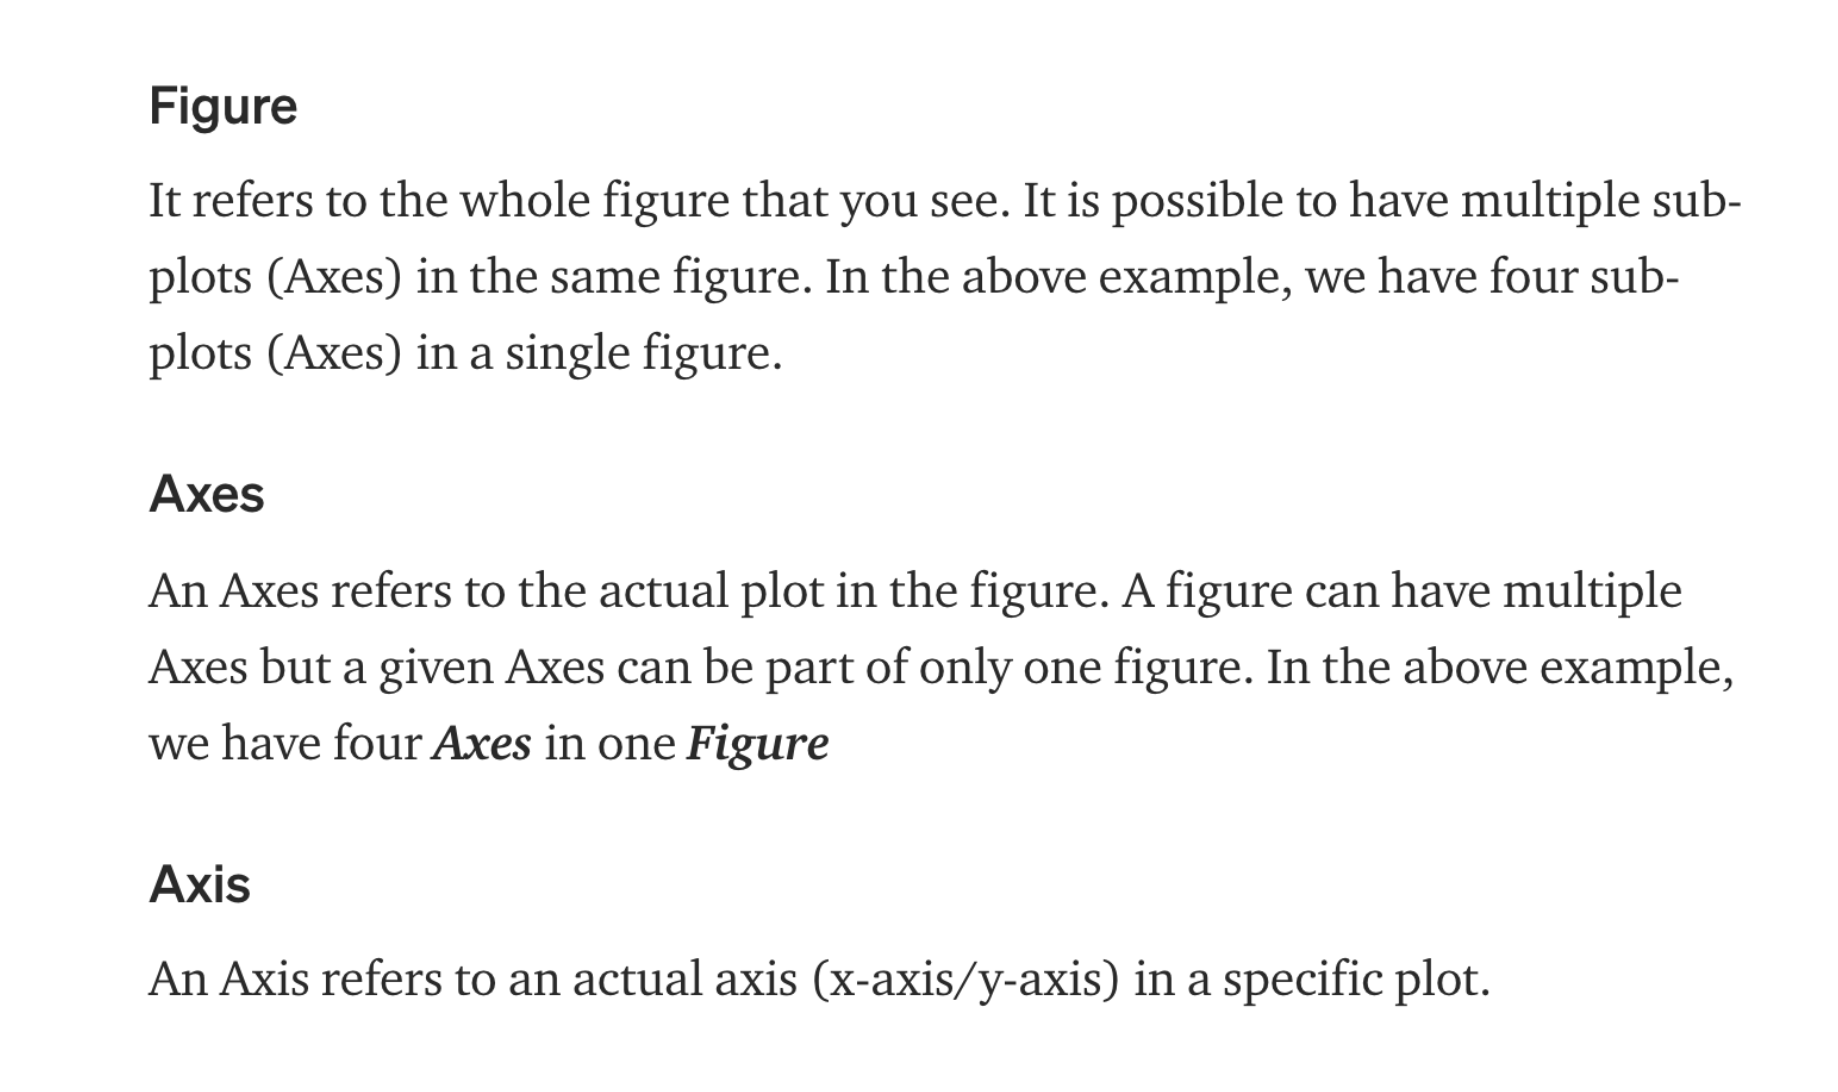 Figure
It refers to the whole figure that you see. It is possible to have multiple sub-
plots (Axes) in the same figure. In the above example, we have four sub-
plots (Axes) in a single figure.
Axes
An Axes refers to the actual plot in the figure. A figure can have multiple
Axes but a given Axes can be part of only one figure. In the above example,
we have four Axes in one Figure
Axis
An Axis refers to an actual axis (x-axis/y-axis) in a specific plot.